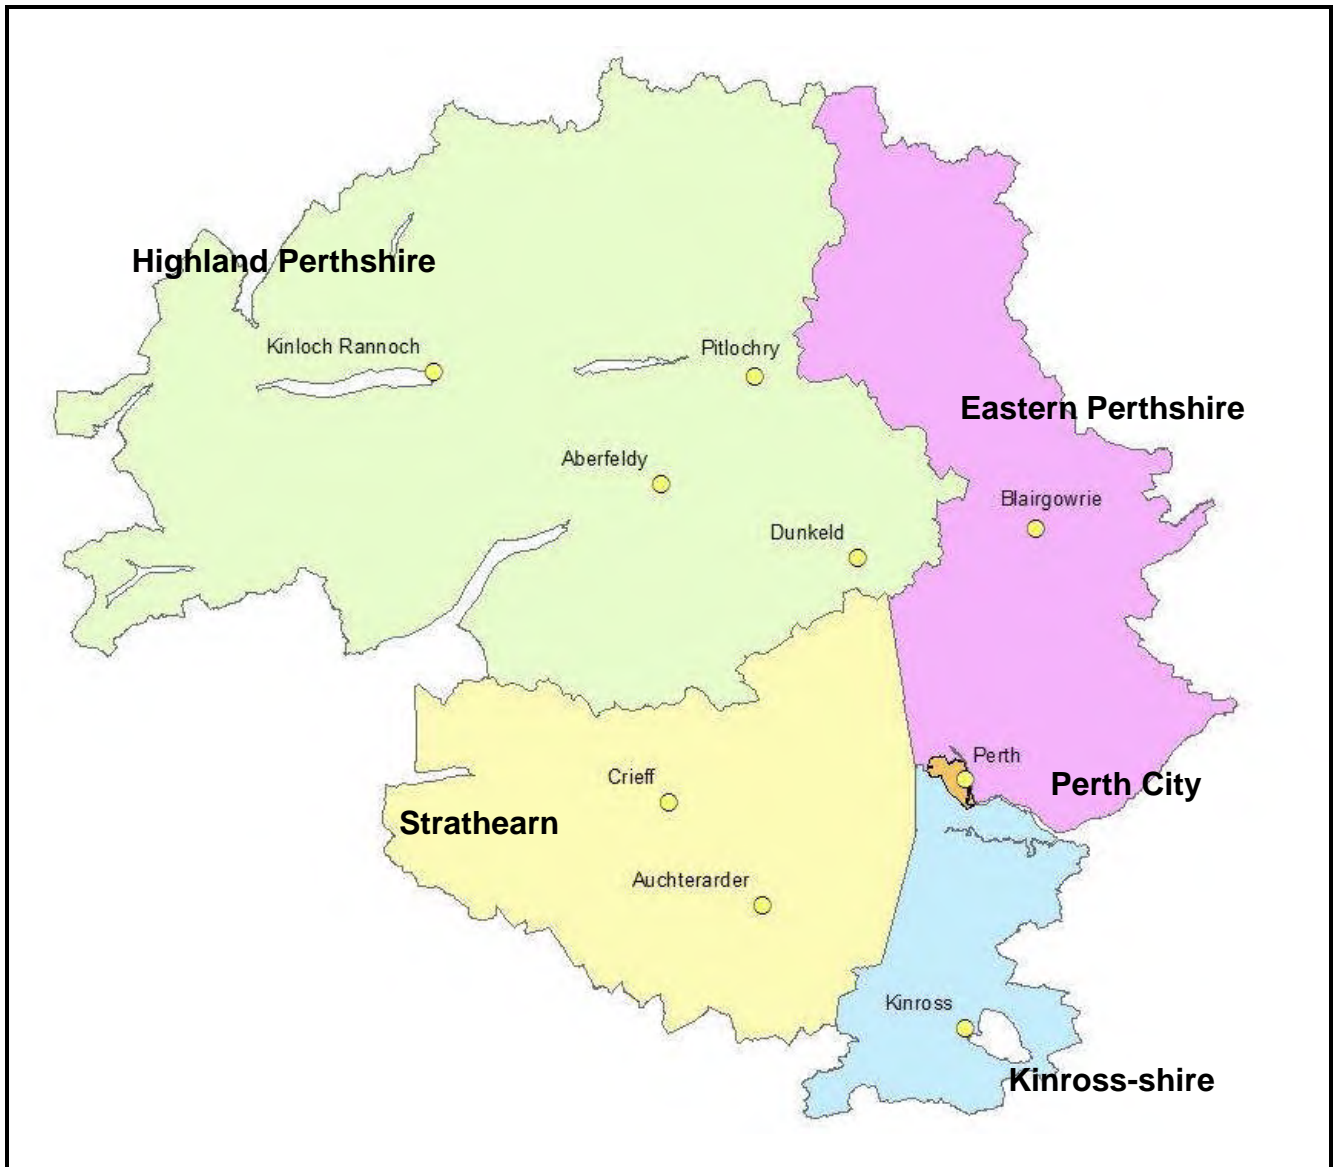 Highland Perthshire
Kinloch Rannoch
Pitlochry
Eastern Perthshire
Aberfeldy
Blairgowrie
Dunkeld
Perth
Crieff
Perth City
Strathearn
Auchterarder
Kinross
Kinross-shire